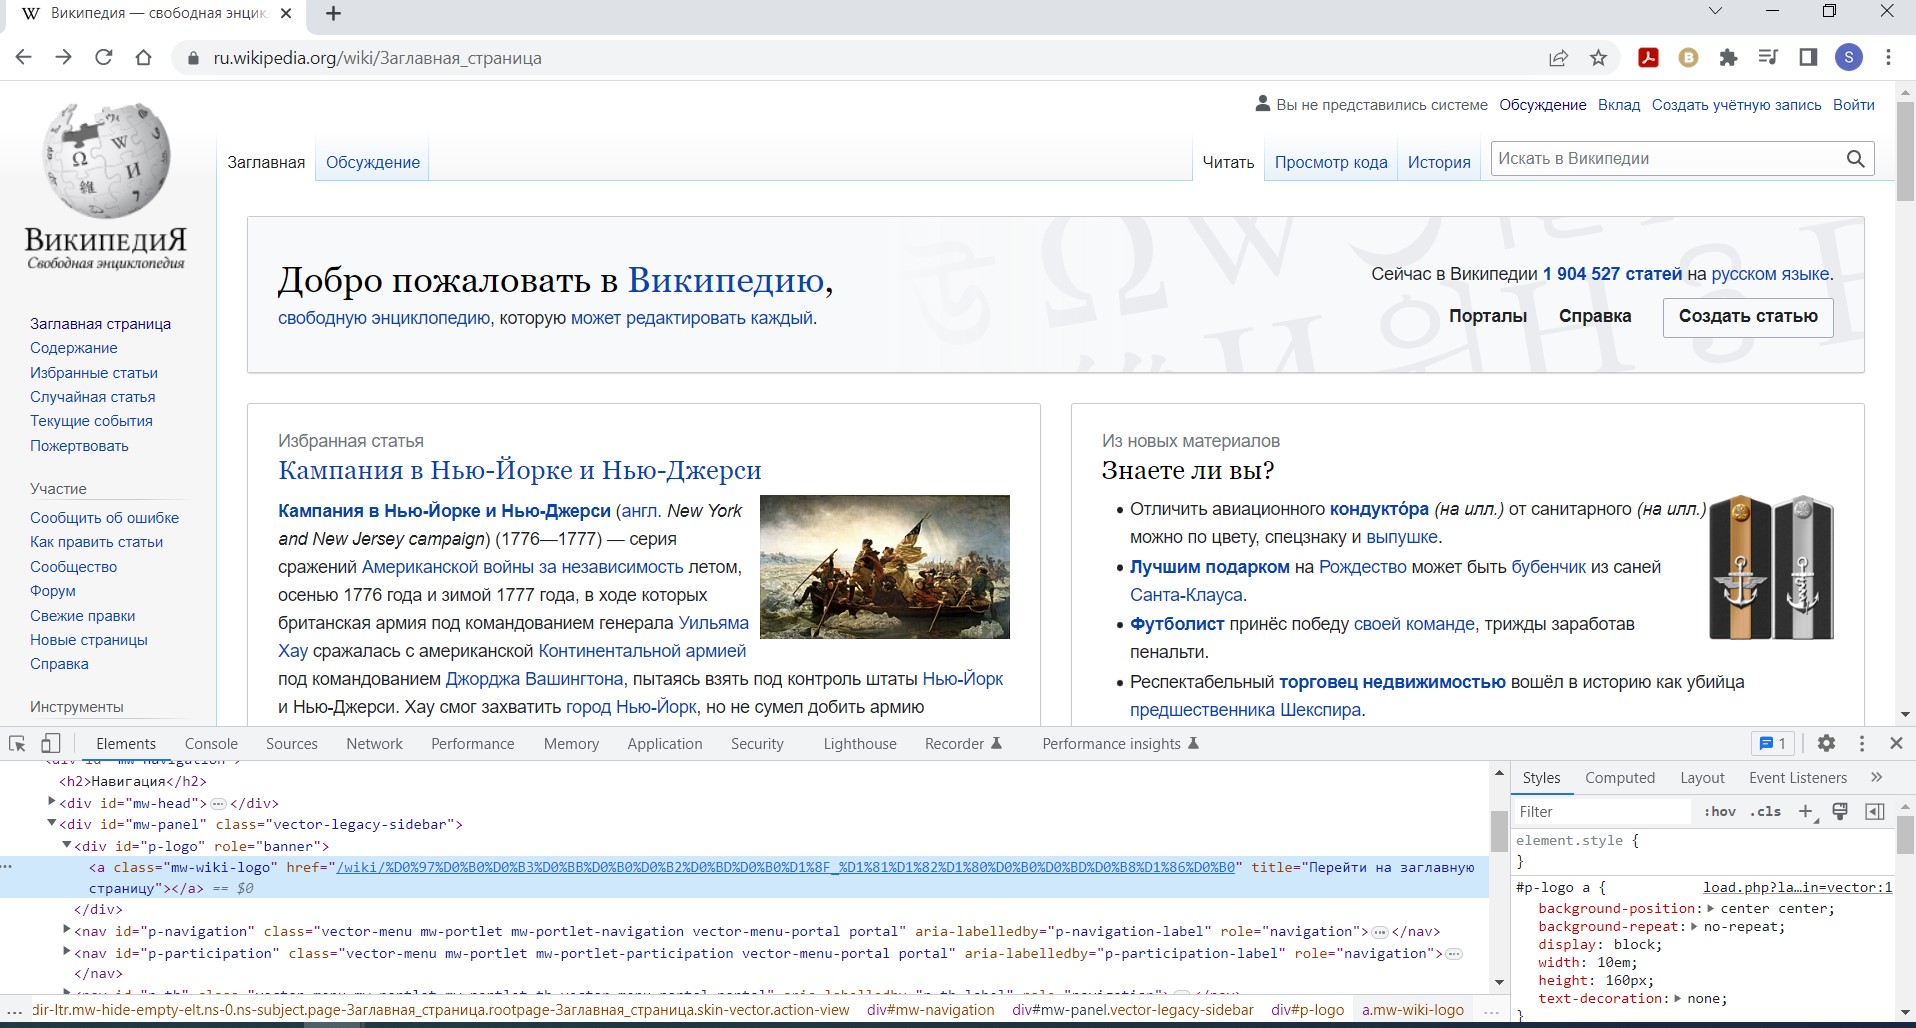 Википедия — свободная энцик
ru.wikipedia.org/wiki/Заглавная_страница
S
Вы не представились системе Обсуждение Вклад Создать учётную запись Войти
Заглавная Обсуждение Читать Просмотр кода История Искать в Википедии
ВИКИПЕДИЯ
Свободная энциклопедия
Заглавная страница
Содержание
Избранные статьи
Случайная статья
Текущие события
Пожертвовать
Участие
Сообщить об ошибке
Как править статьи
Сообщество
Форум
Свежие правки
Новые страницы
Справка
Инструменты
Добро пожаловать в Википедию,
свободную энциклопедию, которую может редактировать каждый.
Сейчас в Википедии 1 904 527 статей на русском языке.
Порталы Справка Создать статью
Избранная статья
Кампания в Нью-Йорке и Нью-Джерси
Кампания в Нью-Йорке и Нью-Джерси (англ. New York
and New Jersey campaign) (1776—1777) — серия
сражений Американской войны за независимость летом,
осенью 1776 года и зимой 1777 года, в ходе которых
британская армия под командованием генерала Уильяма
Хау сражалась с американской Континентальной армией
под командованием Джорджа Вашингтона, пытаясь взять под контроль штаты Нью-Йорк
и Нью-Джерси. Хау смог захватить город Нью-Йорк, но не сумел добить армию
Из новых материалов
Знаете ли вы?
Отличить авиационного кондукто́ра (на илл.) от санитарного (на илл.)
можно по цвету, спецзнаку и выпушке.
Лучшим подарком на Рождество может быть бубенчик из саней
Санта-Клауса.
Футболист принёс победу своей команде, трижды заработав
пенальти.
Респектабельный торговец недвижимостью вошёл в историю как убийца
предшественника Шекспира.
Elements Console Sources Network Performance Memory Application Security Lighthouse Recorder Performance insights 1
<div id="mw-navigation">
<h2>Навигация</h2>
<div id="mw-head"> ⋯ </div>
<div id="mw-panel" class="vector-legacy-sidebar">
<div id="p-logo" role="banner">
<a class="mw-wiki-logo" href="/wiki/%D0%97%D0%B0%D0%B3%D0%BB%D0%B0%D0%B2%D0%BD%D0%B0%D1%8F_%D1%81%D1%82%D1%80%D0%B0%D0%BD%D0%B8%D1%86%D0%B0" title="Перейти на заглавную
страницу"></a> == $0
</div>
<nav id="p-navigation" class="vector-menu mw-portlet mw-portlet-navigation vector-menu-portal portal" aria-labelledby="p-navigation-label" role="navigation"> ⋯ </nav>
<nav id="p-participation" class="vector-menu mw-portlet mw-portlet-participation vector-menu-portal portal" aria-labelledby="p-participation-label" role="navigation"> ⋯
</nav>
... dir-ltr.mw-hide-empty-elt.ns-0.ns-subject.page-Заглавная_страница.rootpage-Заглавная_страница.skin-vector.action-view div#mw-navigation div#mw-panel.vector-legacy-sidebar div#p-logo a.mw-wiki-logo ...
Styles Computed Layout Event Listeners »
Filter :hov .cls +
element.style {
}
#p-logo a { load.php?la…in=vector:1
background-position: center center;
background-repeat: no-repeat;
display: block;
width: 10em;
height: 160px;
text-decoration: none;
}